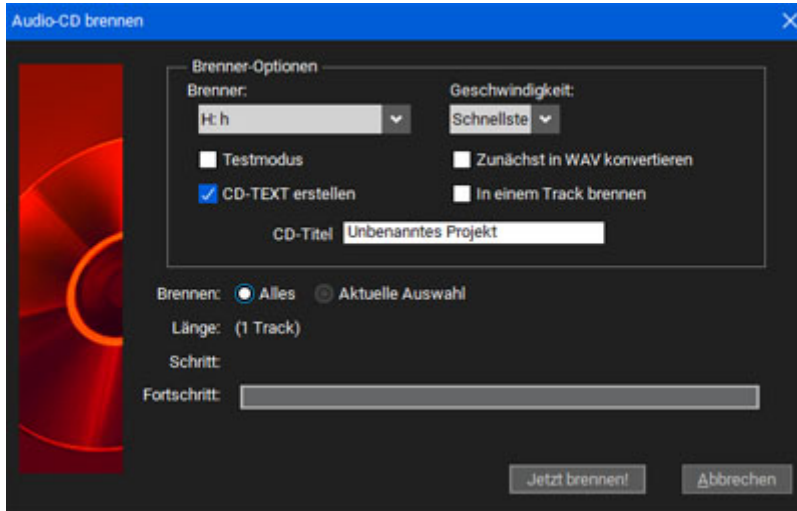 Audio-CD brennen
Brenner-Optionen
Brenner: Geschwindigkeit:
H: h Schnellste
Testmodus Zunächst in WAV konvertieren
CD-TEXT erstellen In einem Track brennen
CD-Titel Unbenanntes Projekt
Brennen: Alles Aktuelle Auswahl
Länge: (1 Track)
Schritt:
Fortschritt:
Jetzt brennen! Abbrechen